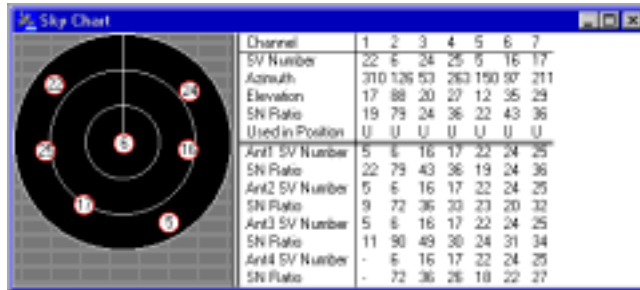 Sky Chart
22
24
6
25
16
17
5
Channel 1 2 3 4 5 6 7
SV Number 22 6 24 25 5 16 17
Azimuth 310 126 53 263 150 97 211
Elevation 17 88 20 27 12 35 29
SN Ratio 19 79 24 36 22 43 36
Used in Position U U U U U U U
Ant1 SV Number 5 6 16 17 22 24 25
SN Ratio 22 79 43 36 19 24 36
Ant2 SV Number 5 6 16 17 22 24 25
SN Ratio 9 72 36 33 23 20 32
Ant3 SV Number 5 6 16 17 22 24 25
SN Ratio 11 90 49 30 24 31 34
Ant4 SV Number - 6 16 17 22 24 25
SN Ratio - 72 36 26 18 22 27